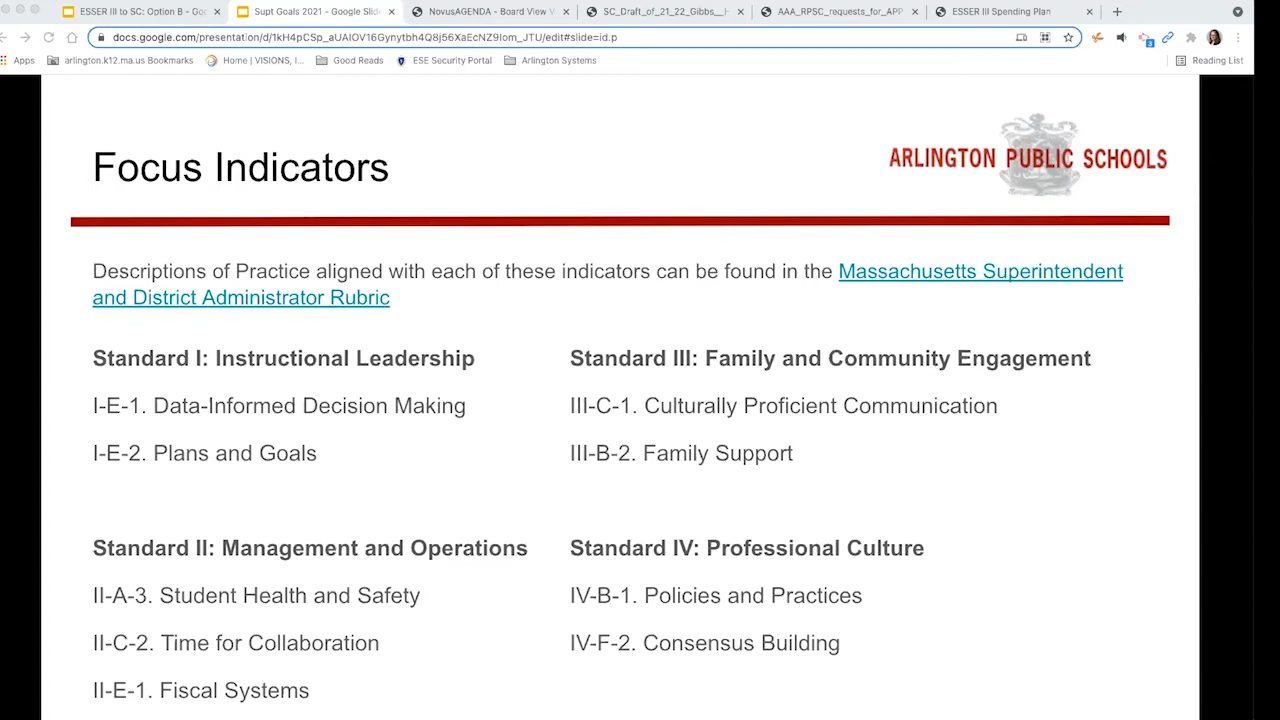 ESSER III to SC: Option B - Goo
Supt Goals 2021 - Google Slid
NovusAGENDA - Board View V
SC_Draft_of_21_22_Gibbs__H
AAA_RPSC_requests_for_APP
ESSER III Spending Plan
docs.google.com/presentation/d/1kH4pCSp_aUAIOV16Gynytbh4Q8j56XaEcNZ9Iom_JTU/edit#slide=id.p
3
Apps
arlington.k12.ma.us Bookmarks
Home | VISIONS, I...
Good Reads
ESE Security Portal
Arlington Systems
Reading List
Focus Indicators
ARLINGTON PUBLIC SCHOOLS
Descriptions of Practice aligned with each of these indicators can be found in the Massachusetts Superintendent
and District Administrator Rubric
Standard I: Instructional Leadership
I-E-1. Data-Informed Decision Making
I-E-2. Plans and Goals
Standard II: Management and Operations
II-A-3. Student Health and Safety
II-C-2. Time for Collaboration
II-E-1. Fiscal Systems
Standard III: Family and Community Engagement
III-C-1. Culturally Proficient Communication
III-B-2. Family Support
Standard IV: Professional Culture
IV-B-1. Policies and Practices
IV-F-2. Consensus Building